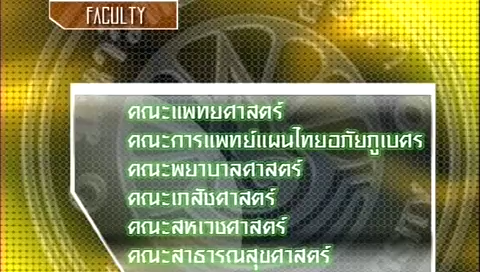 FACULTY
คณะแพทยศาสตร์
คณะการแพทย์แผนไทยอภัยภูเบศร
คณะพยาบาลศาสตร์
คณะเภสัชศาสตร์
คณะสหเวชศาสตร์
คณะสาธารณสุขศาสตร์